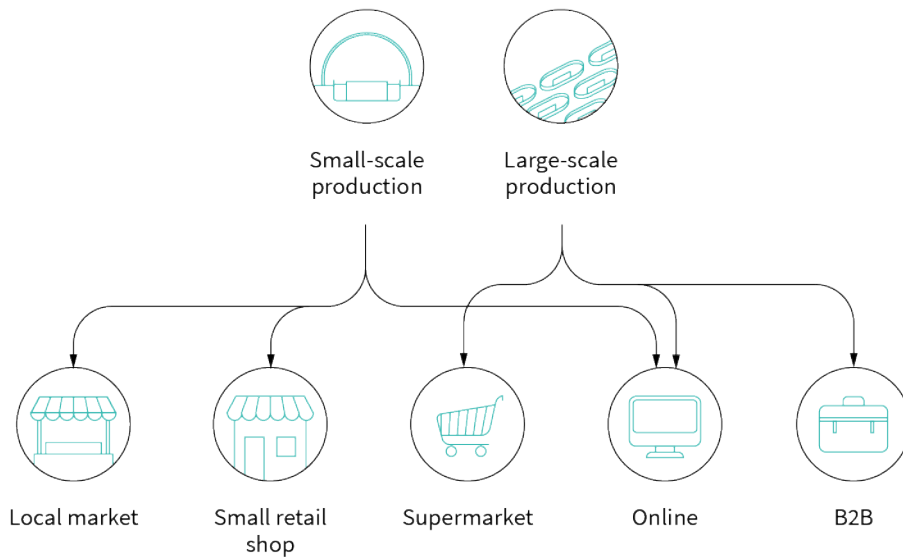 Small-scale
production
Large-scale
production
Local market
Small retail
shop
Supermarket
Online
B2B